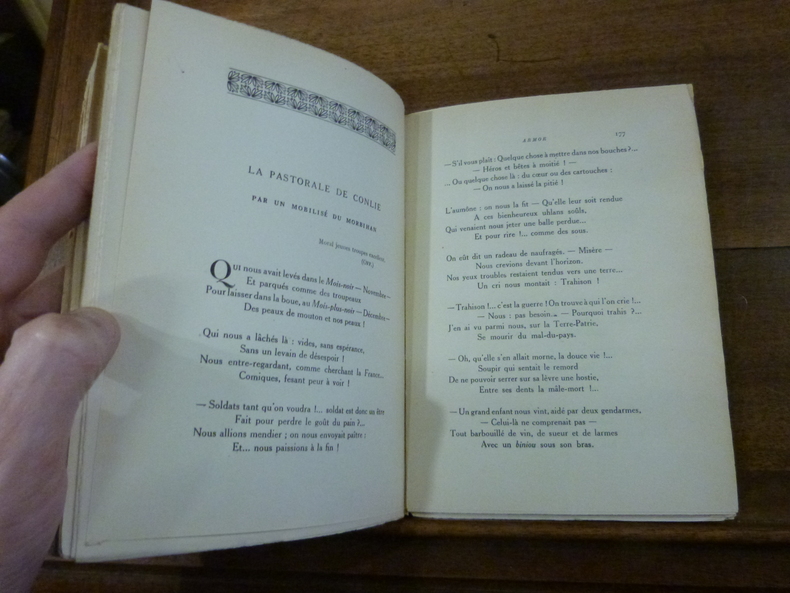 LA PASTORALE DE CONLIE
PAR UN MOBILISÉ DU MORBIHAN
Moral jeunes troupes excellent.
Qui nous avait levés dans le Mois-noir — Novembre —
Et parqués comme des troupeaux
Pour laisser dans la boue, au Mois-plus-noir — Décembre —
Des peaux de mouton et nos peaux !
Qui nous a lâchés là : vides, sans espérance,
Sans un levain de désespoir !
Nous entre-regardant, comme cherchant la France...
Comiques, fesant peur à voir !
— Soldats tant qu'on voudra !... soldat est donc un être
Fait pour perdre le goût du pain ?...
Nous allions mendier ; on nous envoyait paître :
Et... nous paissions à la fin !
ARMOR 177
— S'il vous plaît : Quelque chose à mettre dans nos bouches ?...
— Héros et bêtes à moitié ! —
... Ou quelque chose là : du cœur ou des cartouches :
— On nous a laissé la pitié !
L'aumône : on nous la fit — Qu'elle leur soit rendue
A ces bienheureux uhlans soûls,
Qui venaient nous jeter une balle perdue...
Et pour rire !... comme des sous.
On eût dit un radeau de naufragés. — Misère —
Nous crevions devant l'horizon.
Nos yeux troubles restaient tendus vers une terre...
Un cri nous montait : Trahison !
— Trahison !... c'est la guerre ! On trouve à qui l'on crie !...
— Nous : pas besoin... — Pourquoi trahis ?...
J'en ai vu parmi nous, sur la Terre-Patrie,
Se mourir du mal-du-pays.
— Oh, qu'elle s'en allait morne, la douce vie !...
Soupir qui sentait le remord
De ne pouvoir serrer sur sa lèvre une hostie,
Entre ses dents la mâle-mort !...
— Un grand enfant nous vint, aidé par deux gendarmes,
— Celui-là ne comprenait pas —
Tout barbouillé de vin, de sueur et de larmes
Avec un biniou sous son bras.